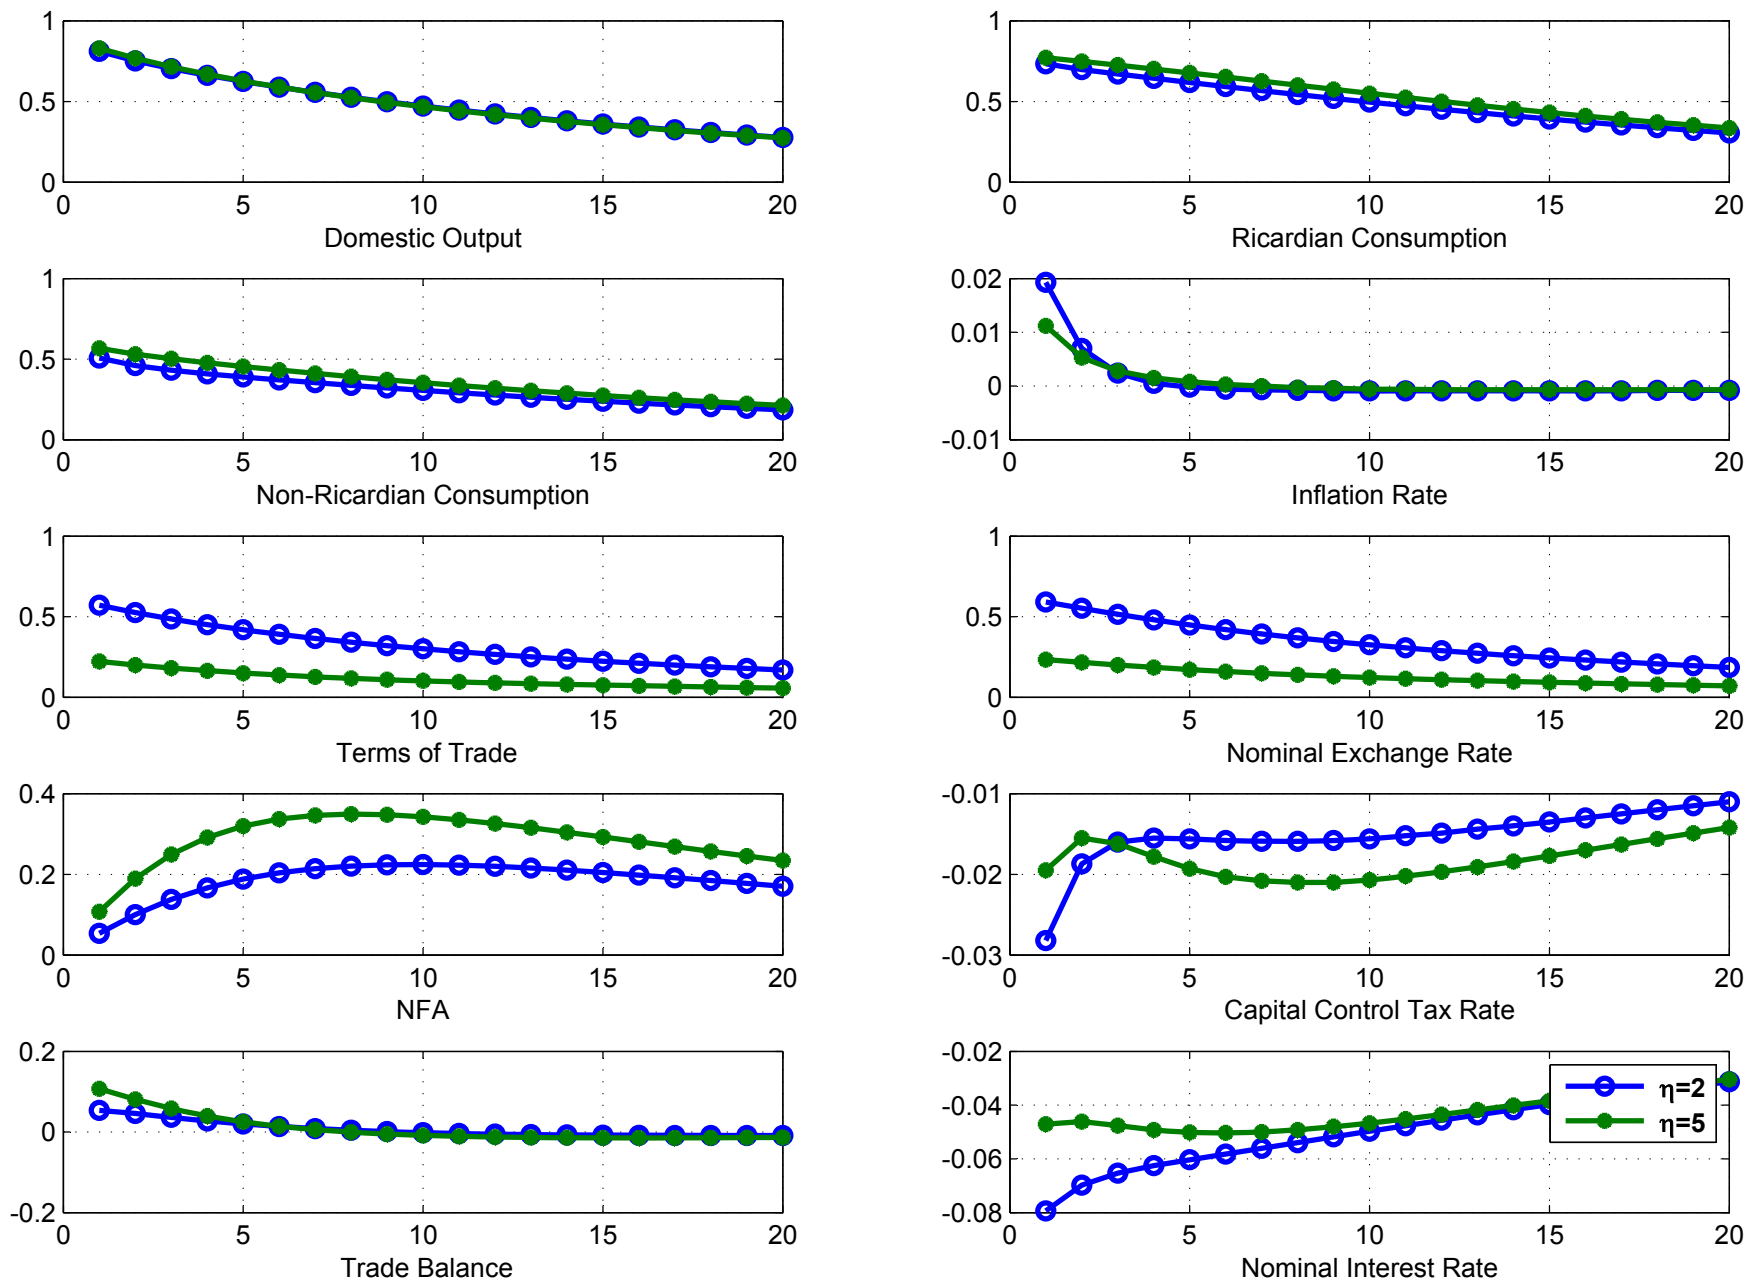 1
0.5
0
0 5 10 15 20
Domestic Output
1
0.5
0
0 5 10 15 20
Ricardian Consumption
1
0.5
0
0 5 10 15 20
Non-Ricardian Consumption
0.02
0.01
0
-0.01
0 5 10 15 20
Inflation Rate
1
0.5
0
0 5 10 15 20
Terms of Trade
1
0.5
0
0 5 10 15 20
Nominal Exchange Rate
0.4
0.2
0
0 5 10 15 20
NFA
-0.01
-0.02
-0.03
0 5 10 15 20
Capital Control Tax Rate
0.2
0
-0.2
0 5 10 15 20
Trade Balance
-0.02
-0.04
-0.06
-0.08
0 5 10 15 20
Nominal Interest Rate
η=2
η=5